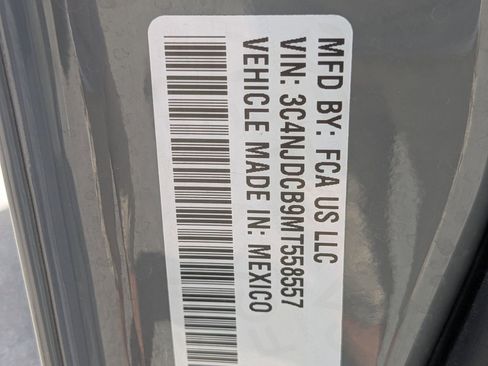 MFD BY: FCA US LLC
VIN: 3C4NJDCB9MT558557
VEHICLE MADE IN: MEXICO